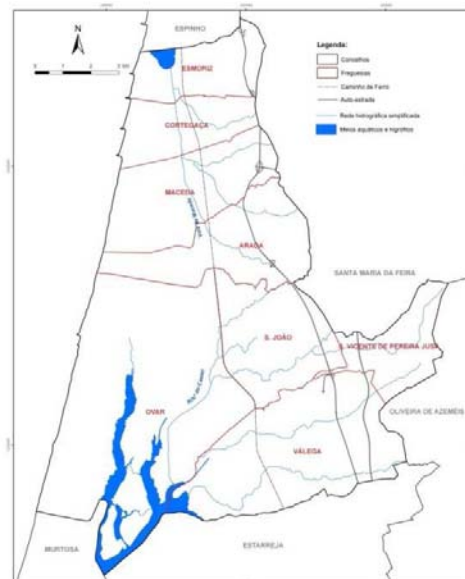 ESPINHO
N
Legenda:
Concelhos
Freguesias
Caminho de Ferro
Auto-estrada
Rede hidrográfica simplificada
Meios aquáticos e higrófitos
ESMORIZ
CORTEGAÇA
MACEDA
ARADA
SANTA MARIA DA FEIRA
S. JOÃO
S. VICENTE DE PEREIRA JUSÃ
OVAR
OLIVEIRA DE AZEMÉIS
VÁLEGA
MURTOSA
ESTARREJA